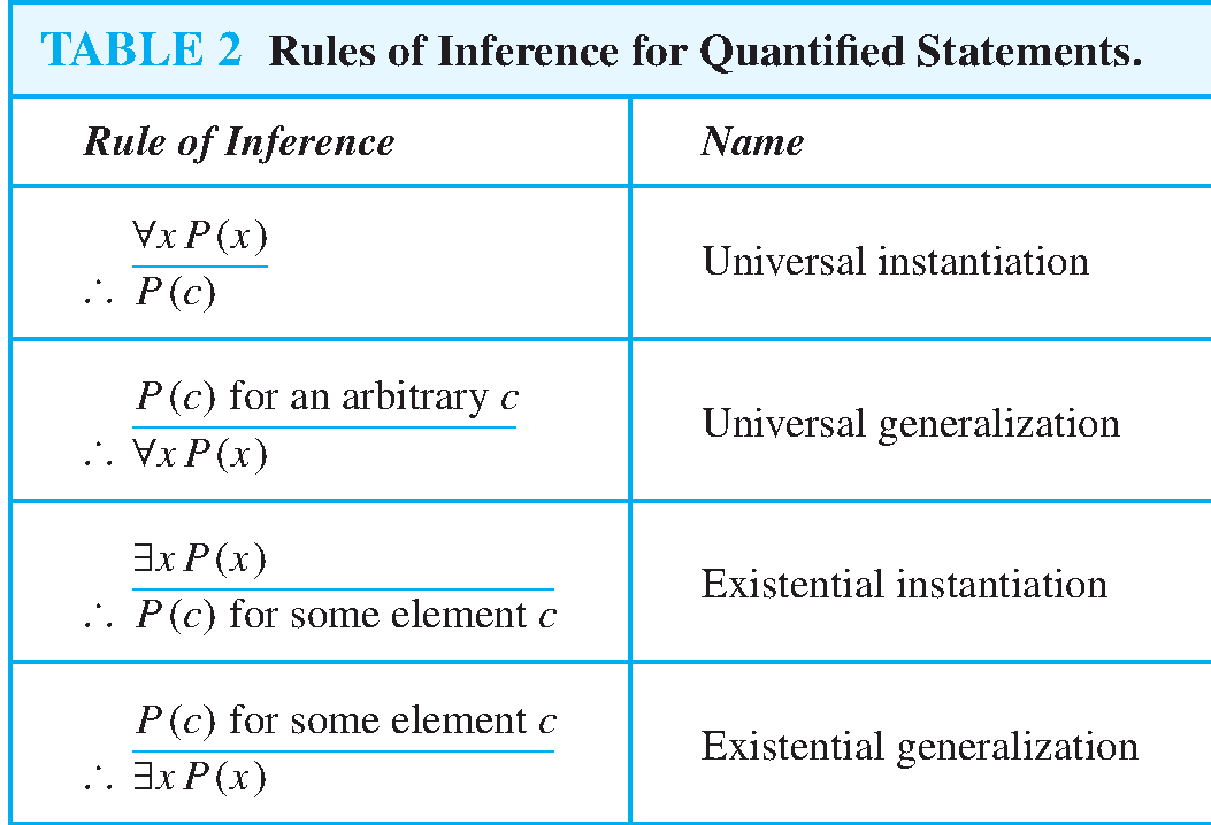 TABLE 2 Rules of Inference for Quantified Statements.
Rule of Inference Name
∀x P(x)
∴ P(c)
Universal instantiation
P(c) for an arbitrary c
∴ ∀x P(x)
Universal generalization
∃x P(x)
∴ P(c) for some element c
Existential instantiation
P(c) for some element c
∴ ∃x P(x)
Existential generalization